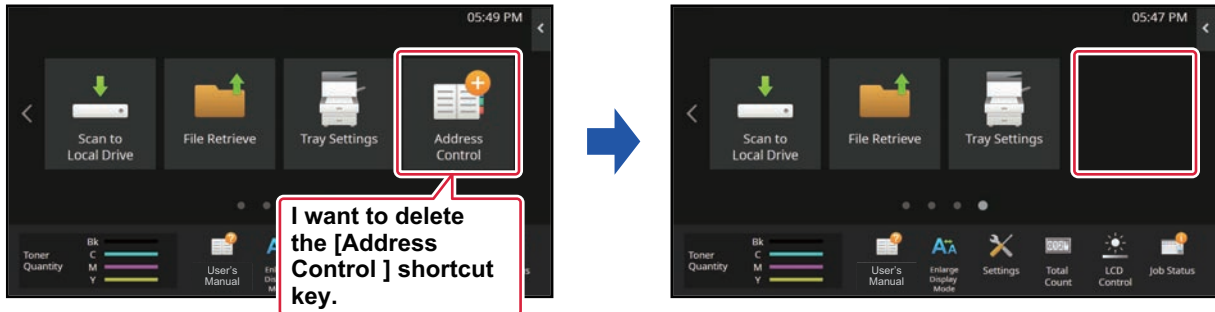 05:49 PM
Scan to
Local Drive
File Retrieve
Tray Settings
Address
Control
I want to delete
the [Address
Control ] shortcut
key.
Toner
Quantity
Bk
C
M
Y
User's
Manual
05:47 PM
Scan to
Local Drive
File Retrieve
Tray Settings
Toner
Quantity
Bk
C
M
Y
User's
Manual
Enlarge
Display
Mode
Settings
Total
Count
LCD
Control
Job Status